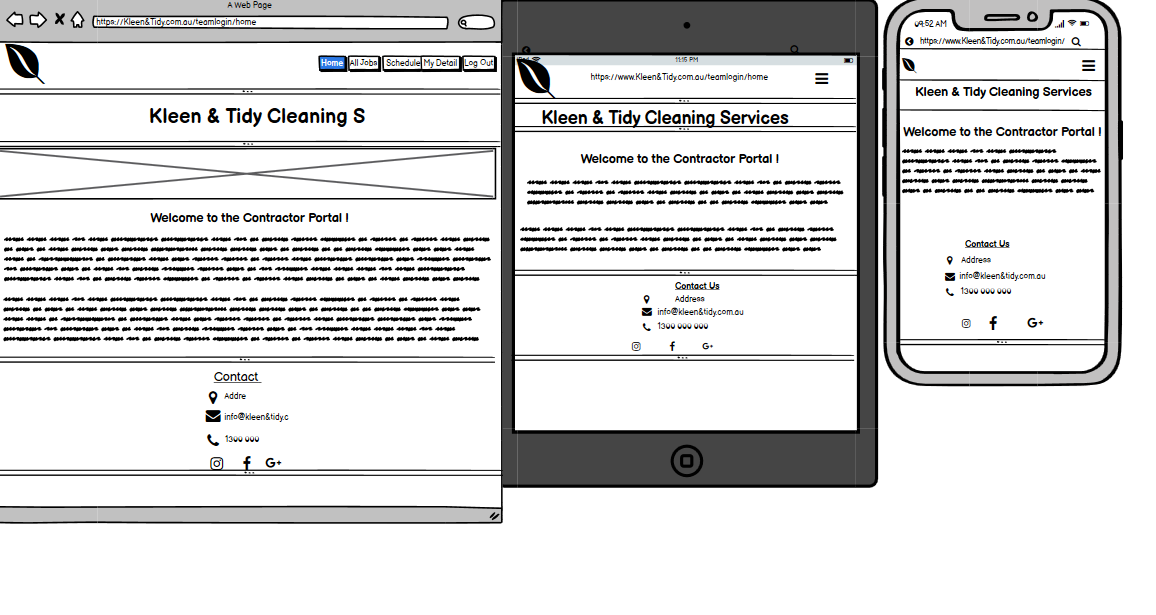 A Web Page
https://Kleen&Tidy.com.au/teamlogin/home
Home All Jobs Schedule My Detail Log Out
Kleen & Tidy Cleaning S
Welcome to the Contractor Portal !
Contact
Addre
info@kleen&tidy.c
1300 000
G+
11:15 PM
https://www.Kleen&Tidy.com.au/teamlogin/home
Kleen & Tidy Cleaning Services
Welcome to the Contractor Portal !
Contact Us
Address
info@kleen&tidy.com.au
1300 000 000
G+
09:52 AM
https://www.Kleen&Tidy.com.au/teamlogin/
Kleen & Tidy Cleaning Services
Welcome to the Contractor Portal !
Contact Us
Address
info@kleen&tidy.com.au
1300 000 000
G+